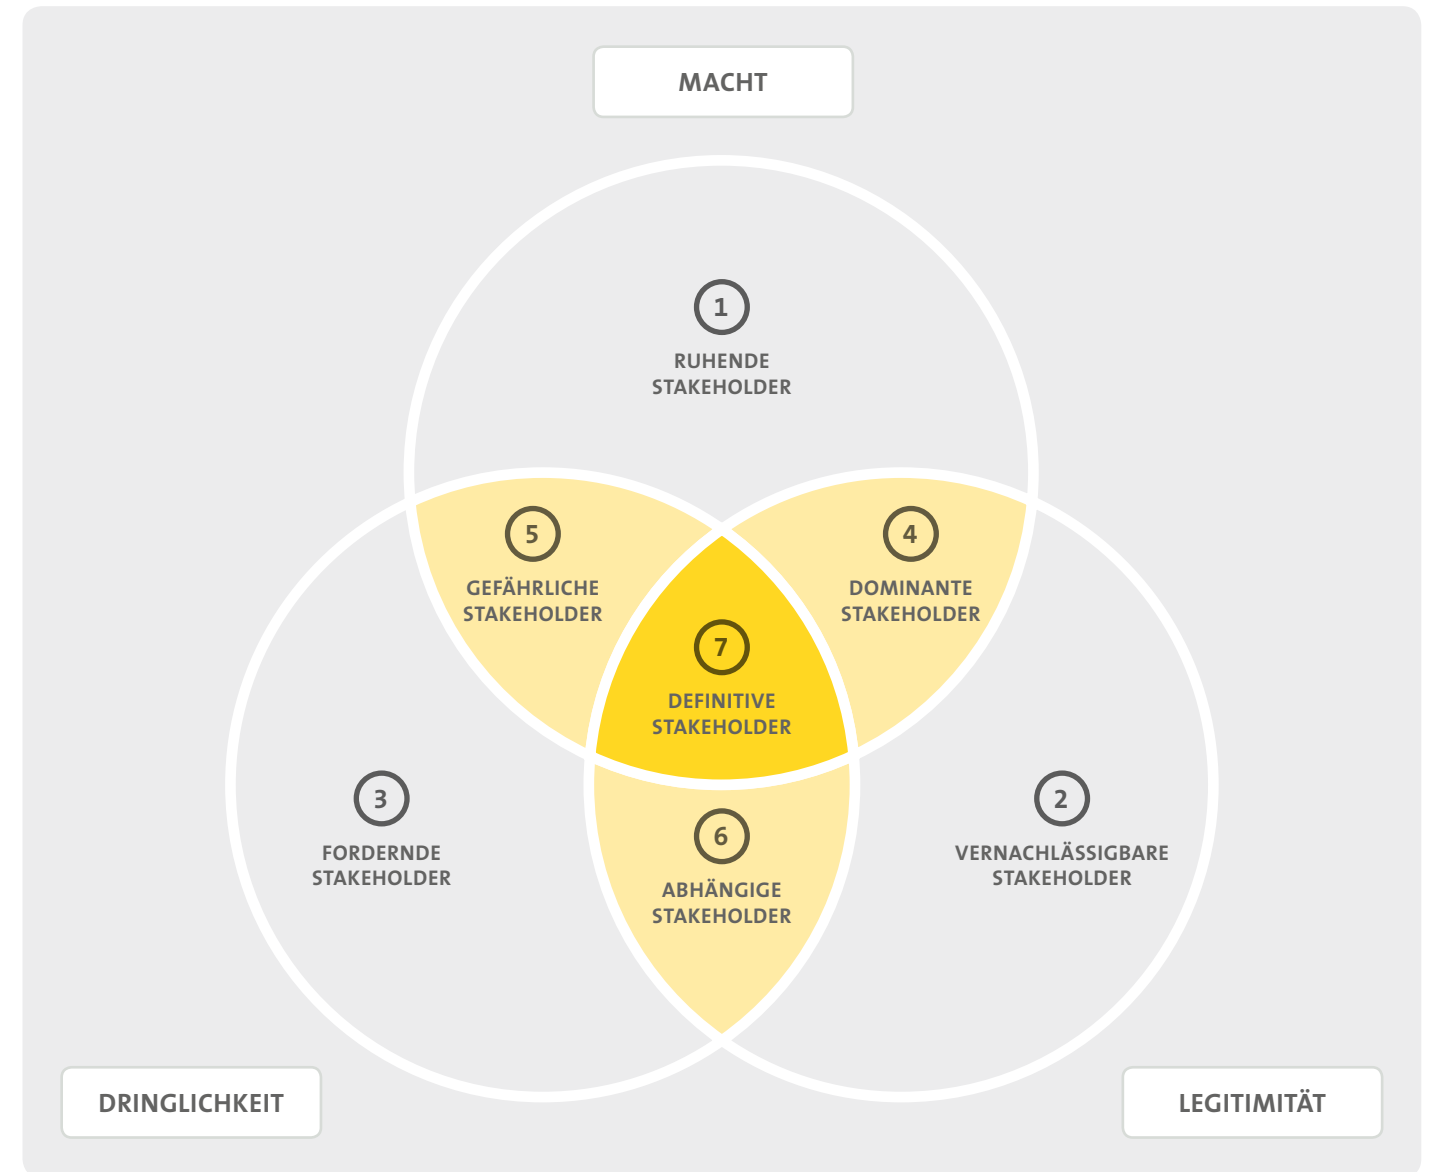 MACHT
1
RUHENDE
STAKEHOLDER
5
GEFÄHRLICHE
STAKEHOLDER
4
DOMINANTE
STAKEHOLDER
7
DEFINITIVE
STAKEHOLDER
3
FORDERNDE
STAKEHOLDER
2
VERNACHLÄSSIGBARE
STAKEHOLDER
6
ABHÄNGIGE
STAKEHOLDER
DRINGLICHKEIT
LEGITIMITÄT